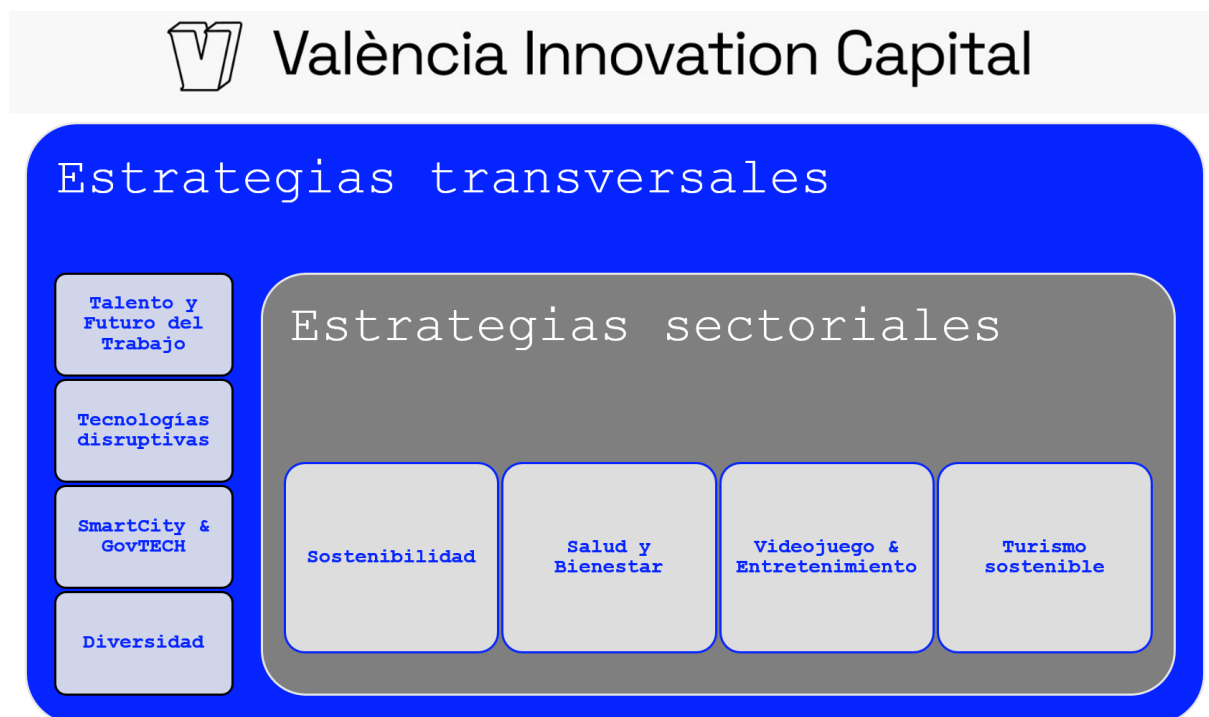 València Innovation Capital
Estrategias transversales
Talento y
Futuro del
Trabajo
Tecnologías
disruptivas
SmartCity &
GovTECH
Diversidad
Estrategias sectoriales
Sostenibilidad
Salud y
Bienestar
Videojuego &
Entretenimiento
Turismo
sostenible